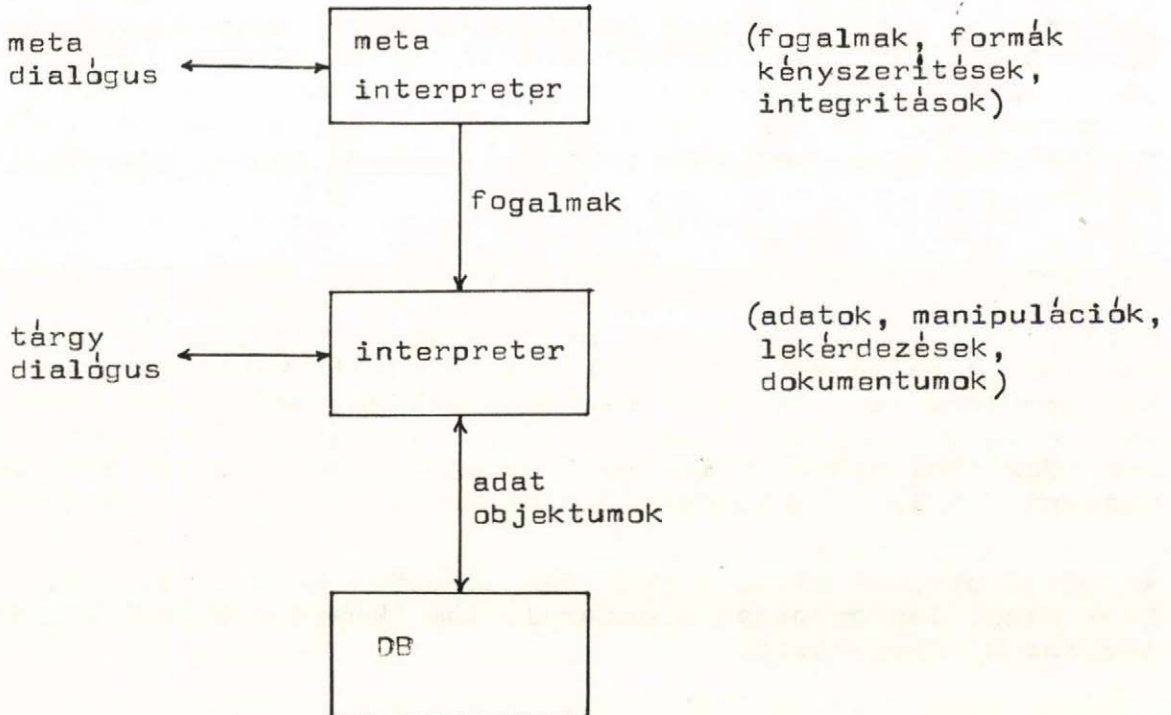 meta
dialógus
meta
interpreter
(fogalmak, formák
kényszerítések,
integritások)
fogalmak
tárgy
dialógus
interpreter
(adatok, manipulációk,
lekérdezések,
dokumentumok)
adat
objektumok
DB